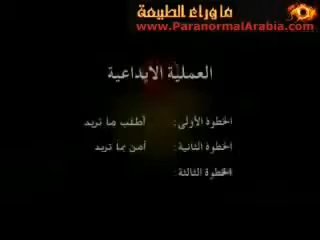 ما وراء الطبيعة
www.ParanormalArabia.com
العملية الابداعية
الخطوة الأولى: أطلب ما تريد
الخطوة الثانية: آمن بما تريد
الخطوة الثالثة: